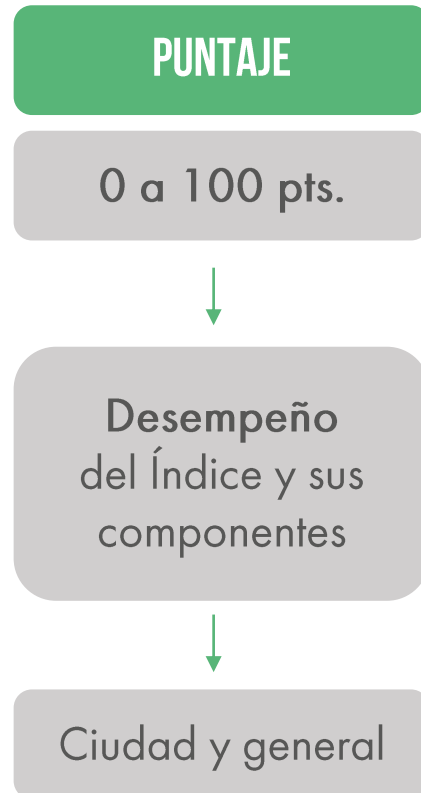 PUNTAJE
0 a 100 pts.
Desempeño
del Índice y sus
componentes
Ciudad y general